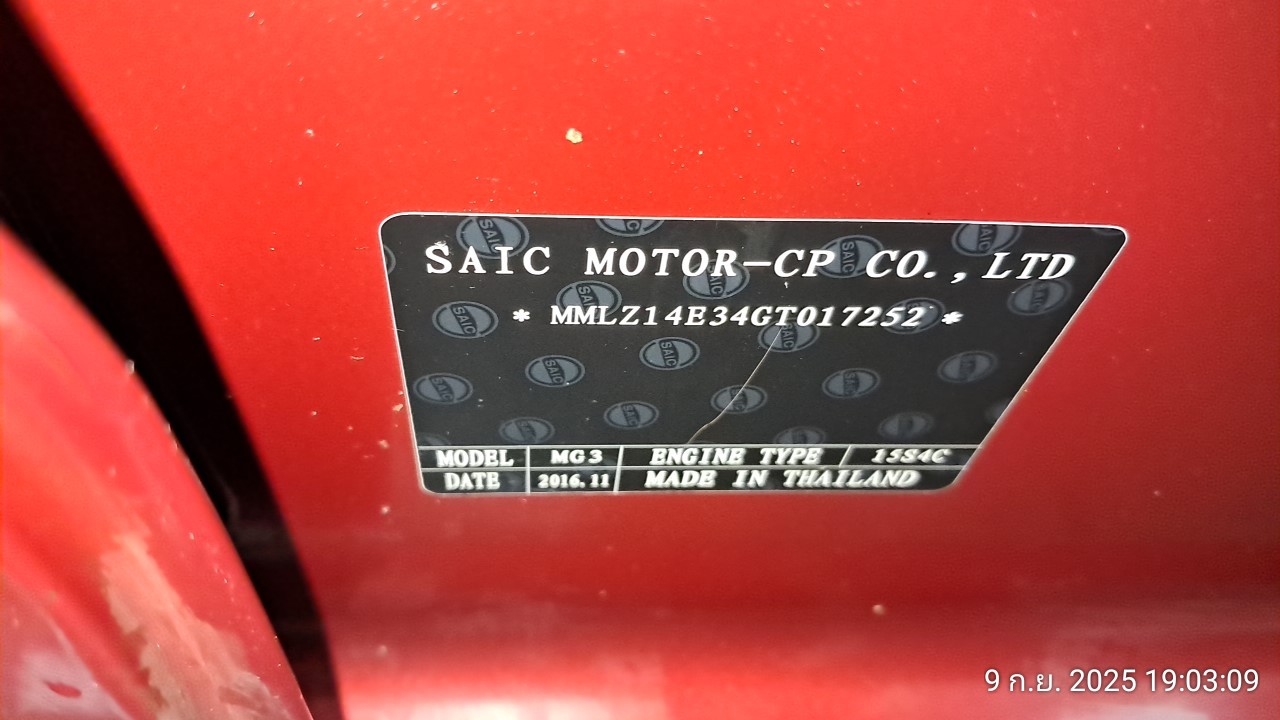 SAIC MOTOR-CP CO.,LTD
* MMLZ14E34GT017252 *
MODEL MG3 ENGINE TYPE 15S4C
DATE 2016.11 MADE IN THAILAND
9 ก.ย. 2025 19:03:09